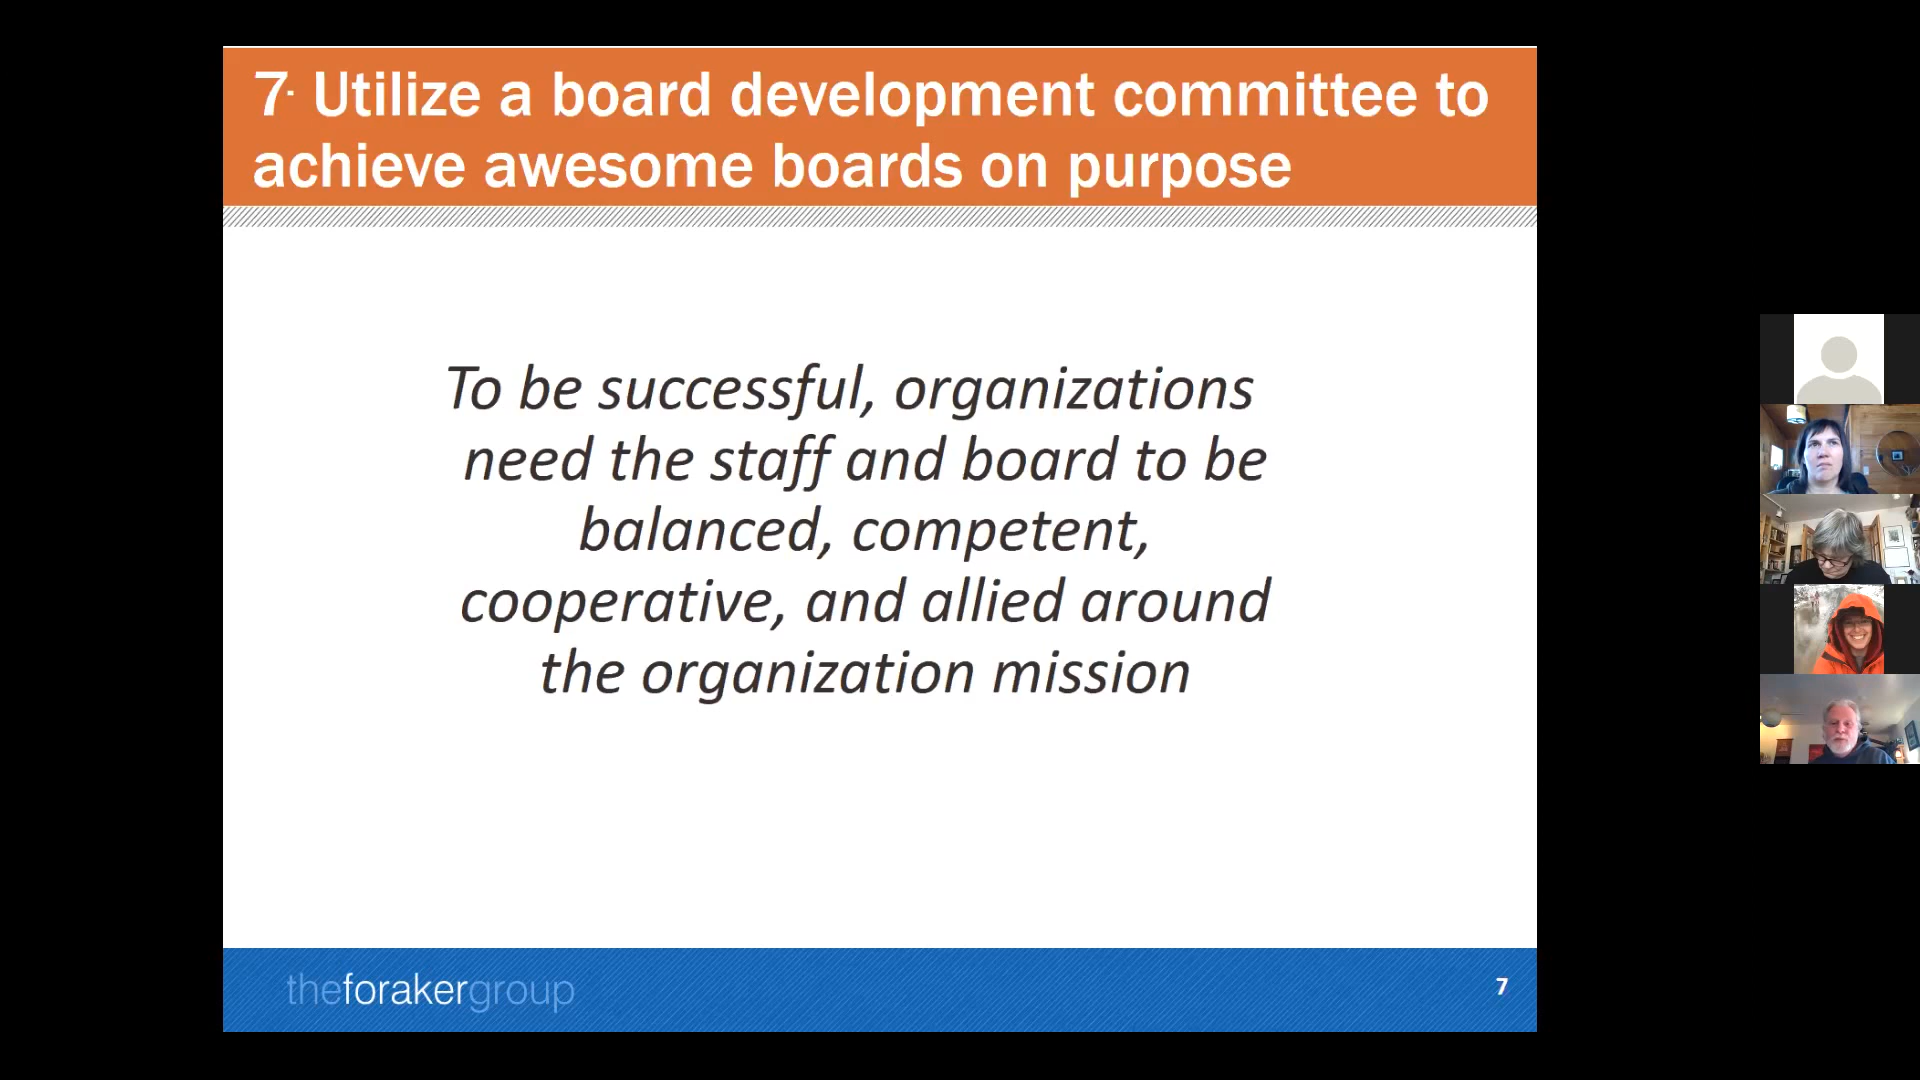 7. Utilize a board development committee to
achieve awesome boards on purpose
To be successful, organizations
need the staff and board to be
balanced, competent,
cooperative, and allied around
the organization mission
theforakergroup
7